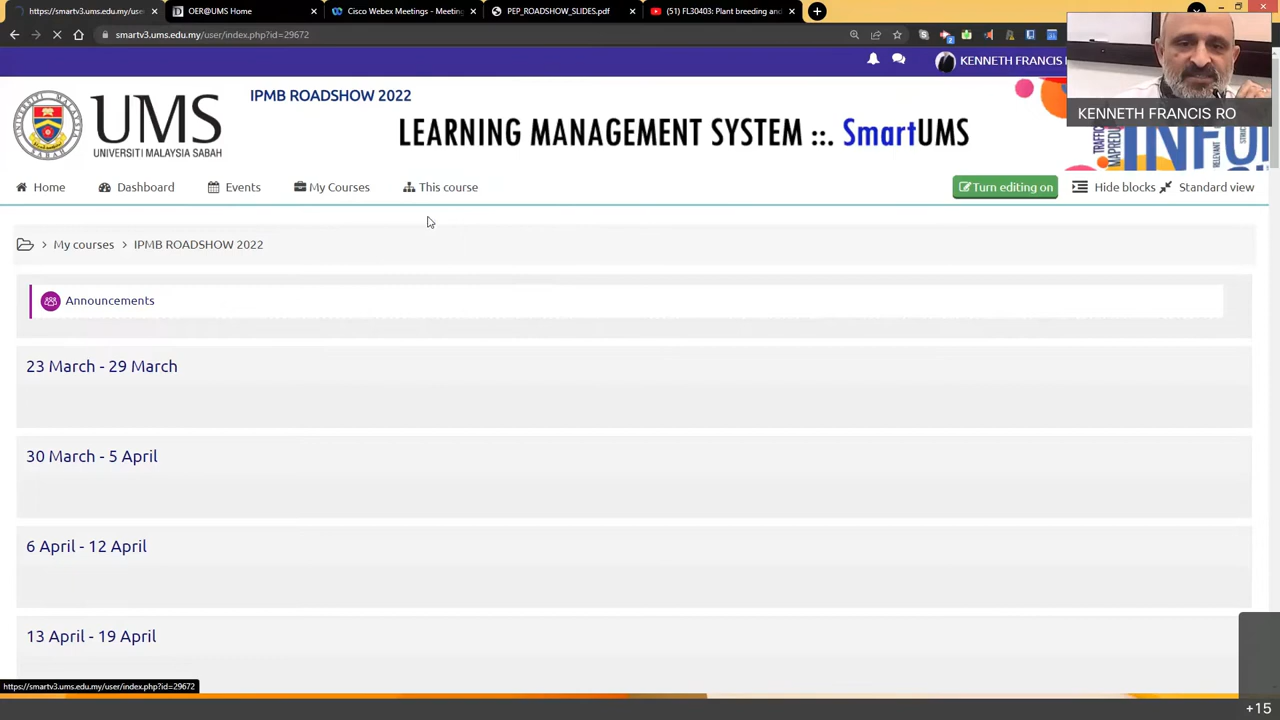 https://smartv3.ums.edu.my/user
OER@UMS Home
Cisco Webex Meetings - Meeting
PEP_ROADSHOW_SLIDES.pdf
(51) FL30403: Plant breeding and
smartv3.ums.edu.my/user/index.php?id=29672
KENNETH FRANCIS
KENNETH FRANCIS RO
UMS
UNIVERSITI MALAYSIA SABAH
IPMB ROADSHOW 2022
LEARNING MANAGEMENT SYSTEM ::. SmartUMS
INFO!
Home
Dashboard
Events
My Courses
This course
Turn editing on
Hide blocks
Standard view
My courses
IPMB ROADSHOW 2022
Announcements
23 March - 29 March
30 March - 5 April
6 April - 12 April
13 April - 19 April
https://smartv3.ums.edu.my/user/index.php?id=29672
+15